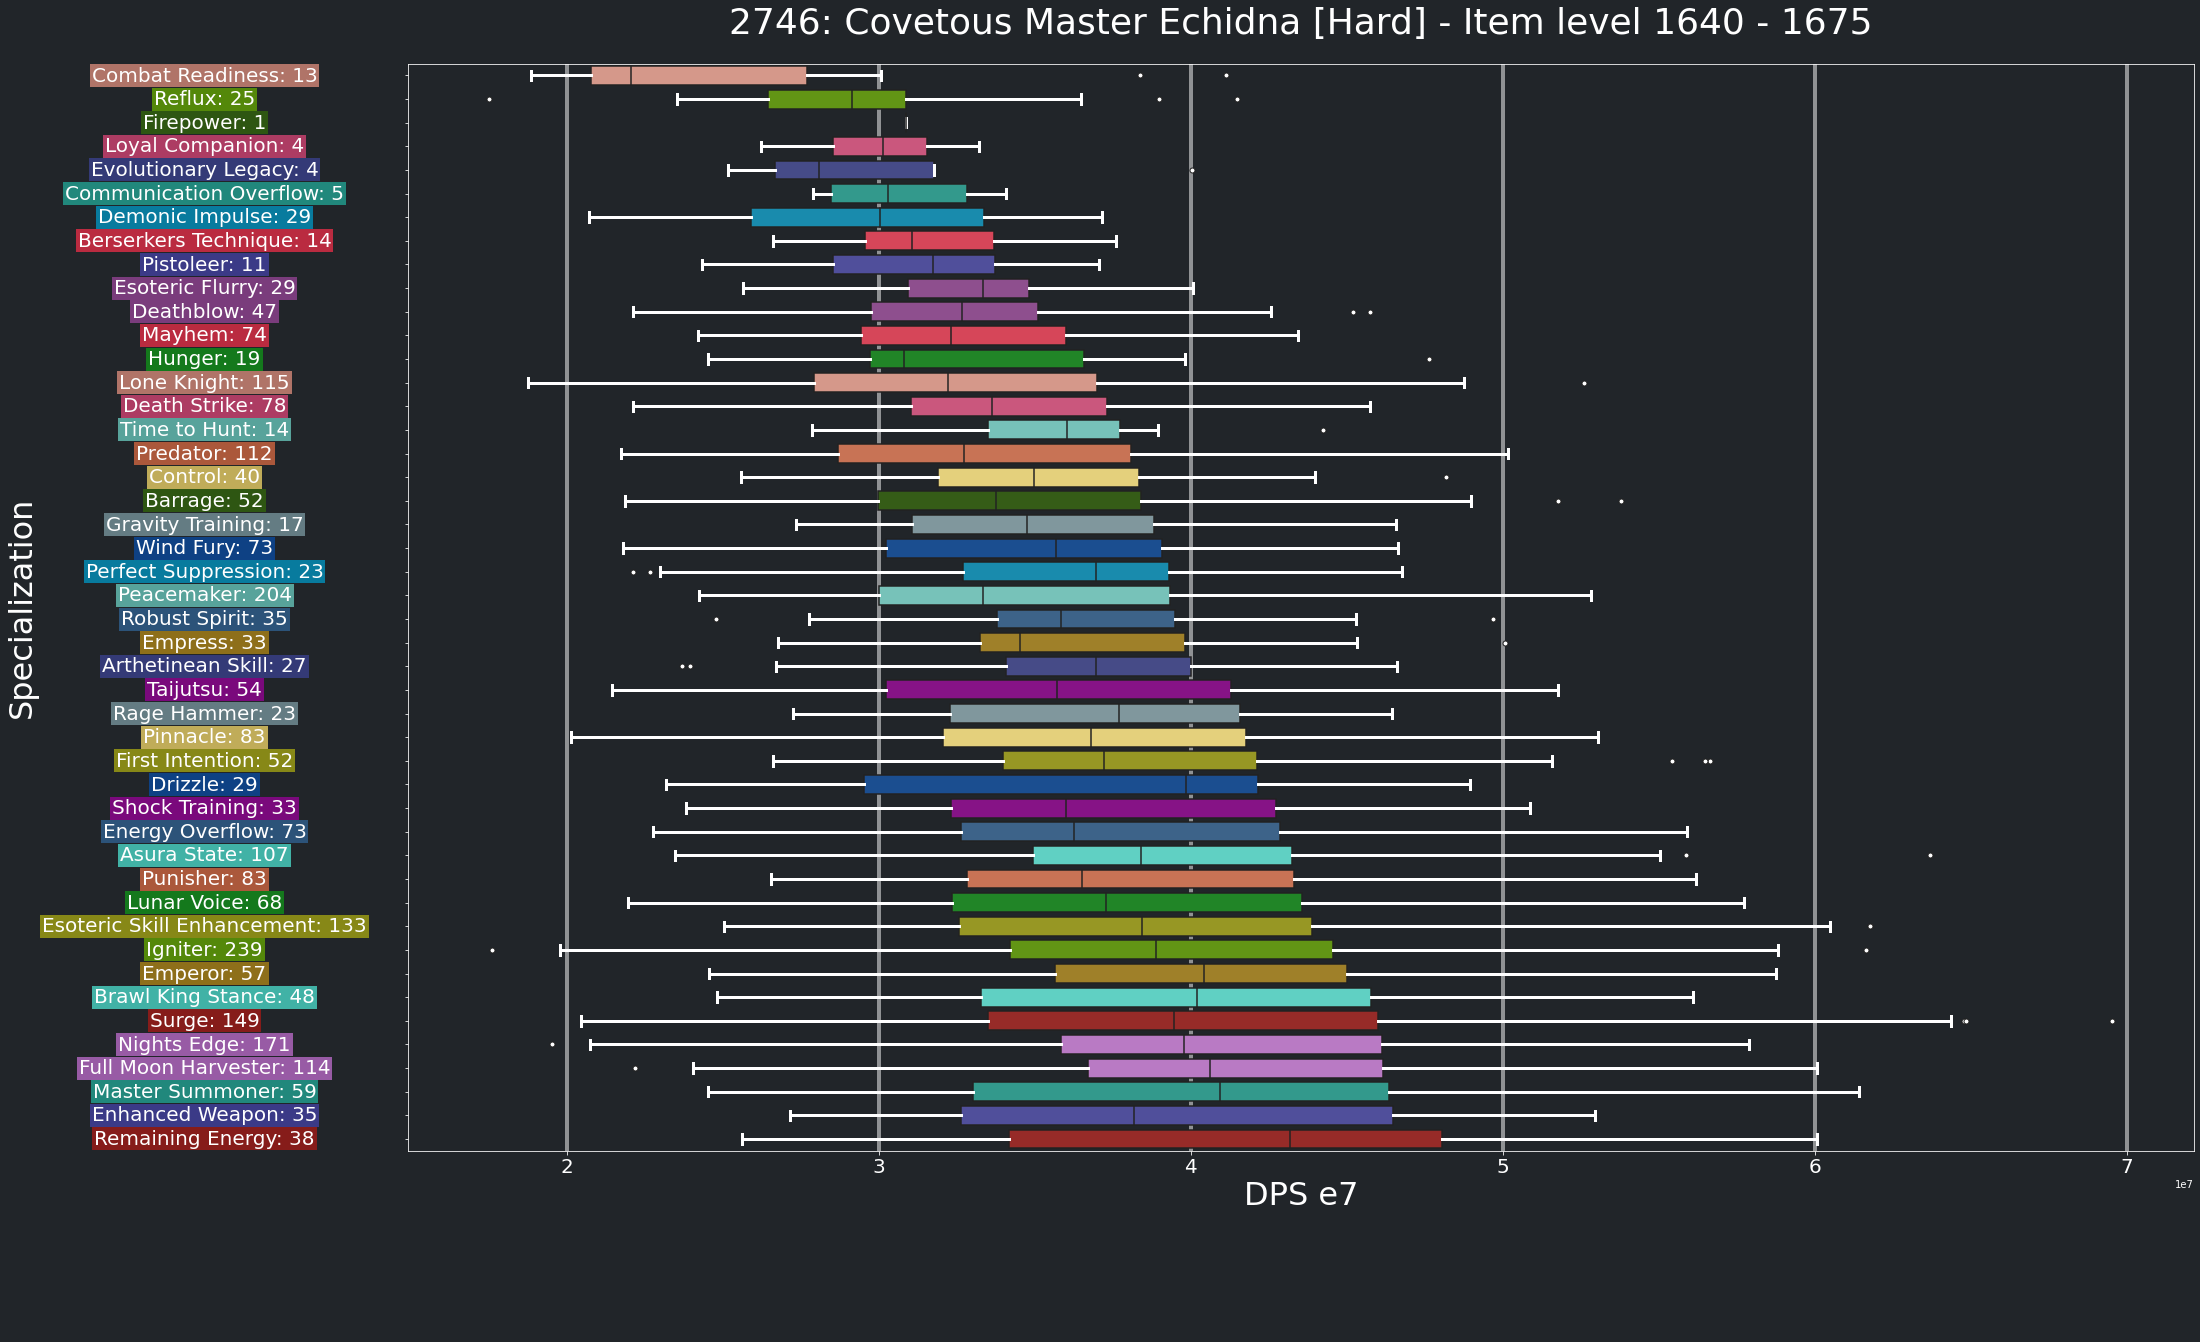 2746: Covetous Master Echidna [Hard] - Item level 1640 - 1675
Specialization
Combat Readiness: 13
Reflux: 25
Firepower: 1
Loyal Companion: 4
Evolutionary Legacy: 4
Communication Overflow: 5
Demonic Impulse: 29
Berserkers Technique: 14
Pistoleer: 11
Esoteric Flurry: 29
Deathblow: 47
Mayhem: 74
Hunger: 19
Lone Knight: 115
Death Strike: 78
Time to Hunt: 14
Predator: 112
Control: 40
Barrage: 52
Gravity Training: 17
Wind Fury: 73
Perfect Suppression: 23
Peacemaker: 204
Robust Spirit: 35
Empress: 33
Arthetinean Skill: 27
Taijutsu: 54
Rage Hammer: 23
Pinnacle: 83
First Intention: 52
Drizzle: 29
Shock Training: 33
Energy Overflow: 73
Asura State: 107
Punisher: 83
Lunar Voice: 68
Esoteric Skill Enhancement: 133
Igniter: 239
Emperor: 57
Brawl King Stance: 48
Surge: 149
Nights Edge: 171
Full Moon Harvester: 114
Master Summoner: 59
Enhanced Weapon: 35
Remaining Energy: 38
2 3 4 5 6 7
DPS e7
1e7